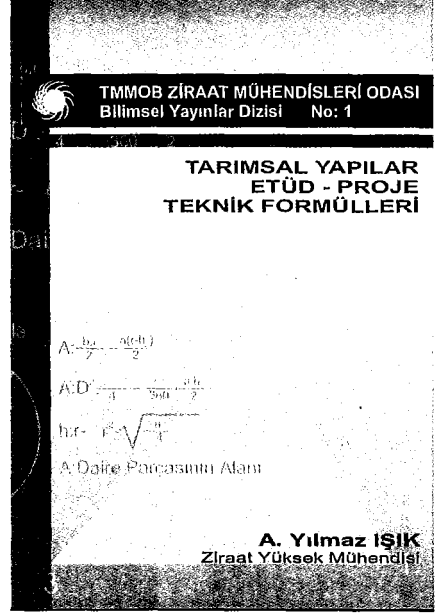 TMMOB ZİRAAT MÜHENDİSLERİ ODASI
Bilimsel Yayınlar Dizisi No: 1
TARIMSAL YAPILAR
ETÜD - PROJE
TEKNİK FORMÜLLERİ
A:Daire Parçasının Alanı
A. Yılmaz IŞIK
Ziraat Yüksek Mühendisi